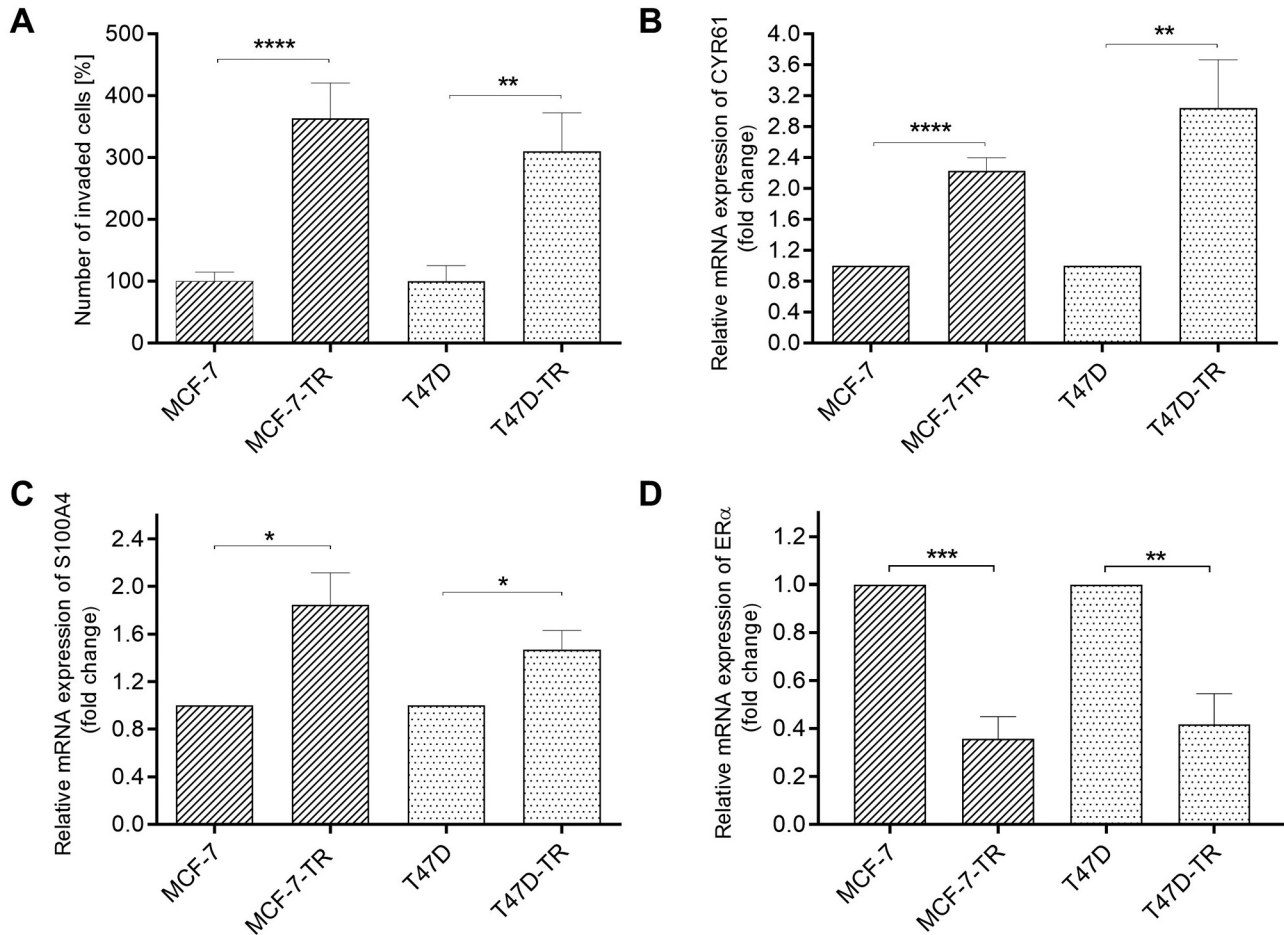 A
Number of invaded cells [%]
500
400
300
200
100
0
****
**
MCF-7
MCF-7-TR
T47D
T47D-TR
B
Relative mRNA expression of CYR61
(fold change)
4.0
3.6
3.2
2.8
2.4
2.0
1.6
1.2
0.8
0.4
0.0
****
**
MCF-7
MCF-7-TR
T47D
T47D-TR
C
Relative mRNA expression of S100A4
(fold change)
2.4
2.0
1.6
1.2
0.8
0.4
0.0
*
*
MCF-7
MCF-7-TR
T47D
T47D-TR
D
Relative mRNA expression of ERα
(fold change)
1.2
1.0
0.8
0.6
0.4
0.2
0.0
***
**
MCF-7
MCF-7-TR
T47D
T47D-TR